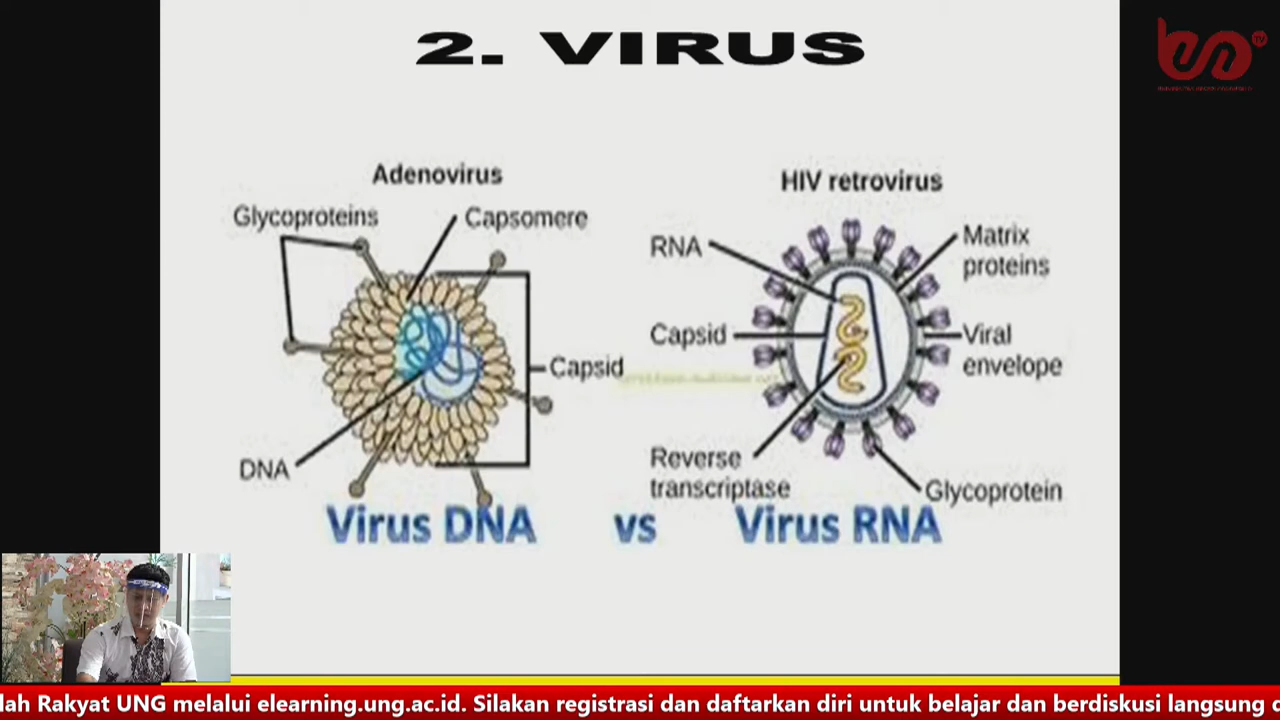 2. VIRUS
Adenovirus
Glycoproteins
Capsomere
Capsid
DNA
HIV retrovirus
RNA
Matrix
proteins
Capsid
Viral
envelope
Reverse
transcriptase
Glycoprotein
Virus DNA vs Virus RNA
lah Rakyat UNG melalui elearning.ung.ac.id. Silakan registrasi dan daftarkan diri untuk belajar dan berdiskusi langsung